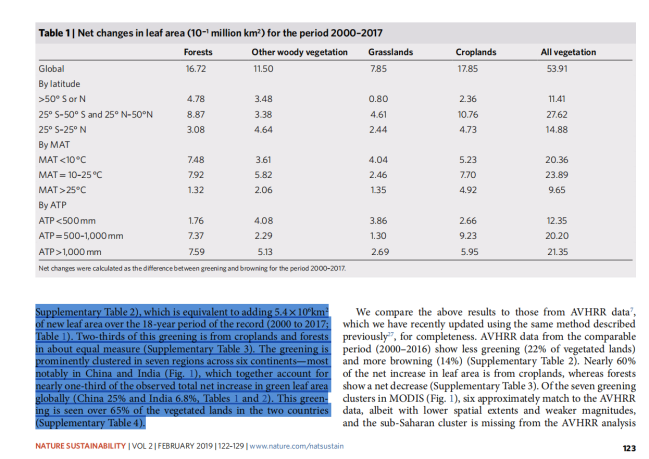 Table 1 | Net changes in leaf area (10⁻¹ million km²) for the period 2000–2017
Forests Other woody vegetation Grasslands Croplands All vegetation
Global 16.72 11.50 7.85 17.85 53.91
By latitude
>50° S or N 4.78 3.48 0.80 2.36 11.41
25° S–50° S and 25° N–50°N 8.87 3.38 4.61 10.76 27.62
25° S–25° N 3.08 4.64 2.44 4.73 14.88
By MAT
MAT <10 °C 7.48 3.61 4.04 5.23 20.36
MAT = 10–25 °C 7.92 5.82 2.46 7.70 23.89
MAT > 25°C 1.32 2.06 1.35 4.92 9.65
By ATP
ATP < 500 mm 1.76 4.08 3.86 2.66 12.35
ATP = 500–1,000 mm 7.37 2.29 1.30 9.23 20.20
ATP > 1,000 mm 7.59 5.13 2.69 5.95 21.35
Net changes were calculated as the difference between greening and browning for the period 2000–2017.
Supplementary Table 2), which is equivalent to adding 5.4 × 10⁶ km²
of new leaf area over the 18-year period of the record (2000 to 2017;
Table 1). Two-thirds of this greening is from croplands and forests
in about equal measure (Supplementary Table 3). The greening is
prominently clustered in seven regions across six continents—most
notably in China and India (Fig. 1), which together account for
nearly one-third of the observed total net increase in green leaf area
globally (China 25% and India 6.8%, Tables 1 and 2). This green-
ing is seen over 65% of the vegetated lands in the two countries
(Supplementary Table 4).
We compare the above results to those from AVHRR data⁷,
which we have recently updated using the same method described
previously²⁷, for completeness. AVHRR data from the comparable
period (2000–2016) show less greening (22% of vegetated lands)
and more browning (14%) (Supplementary Table 2). Nearly 60%
of the net increase in leaf area is from croplands, whereas forests
show a net decrease (Supplementary Table 3). Of the seven greening
clusters in MODIS (Fig. 1), six approximately match to the AVHRR
data, albeit with lower spatial extents and weaker magnitudes,
and the sub-Saharan cluster is missing from the AVHRR analysis
NATURE SUSTAINABILITY | VOL 2 | FEBRUARY 2019 | 122–129 | www.nature.com/natsustain
123